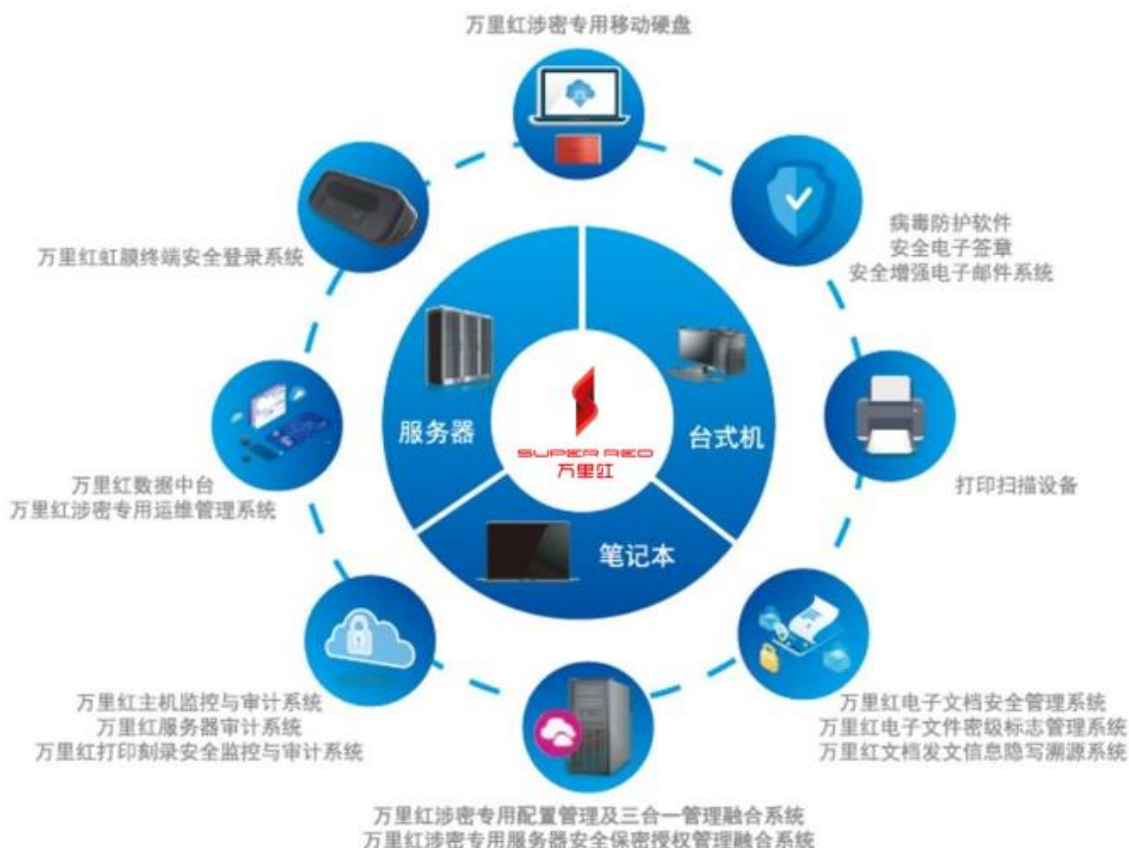 万里红涉密专用移动硬盘
病毒防护软件
安全电子签章
安全增强电子邮件系统
万里红虹膜终端安全登录系统
服务器
台式机
SUPER RED
万里红
打印扫描设备
万里红数据中台
万里红涉密专用运维管理系统
笔记本
万里红主机监控与审计系统
万里红服务器审计系统
万里红打印刻录安全监控与审计系统
万里红电子文档安全管理系统
万里红电子文件密级标志管理系统
万里红文档发文信息隐写溯源系统
万里红涉密专用配置管理及三合一管理融合系统
万里红涉密专用服务器安全保密授权管理融合系统